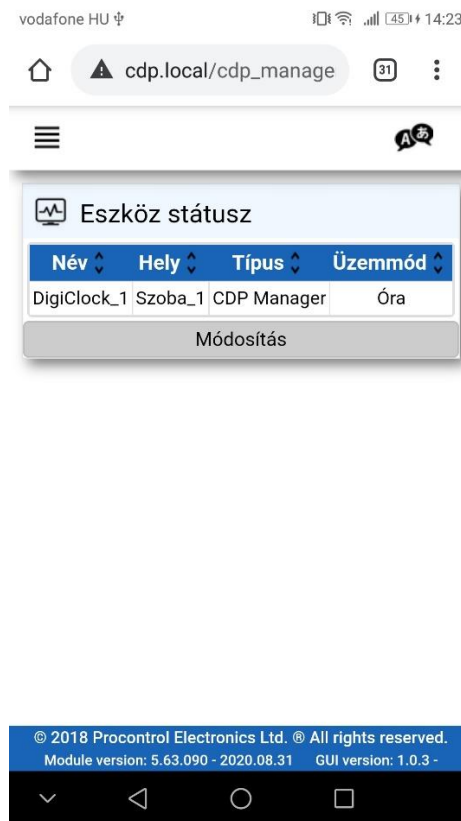 vodafone HU 45 14:23
cdp.local/cdp_manage 31
A あ
Eszköz státusz
Név Hely Típus Üzemmód
DigiClock_1 Szoba_1 CDP Manager Óra
Módosítás
© 2018 Procontrol Electronics Ltd. ® All rights reserved.
Module version: 5.63.090 - 2020.08.31 GUI version: 1.0.3 -